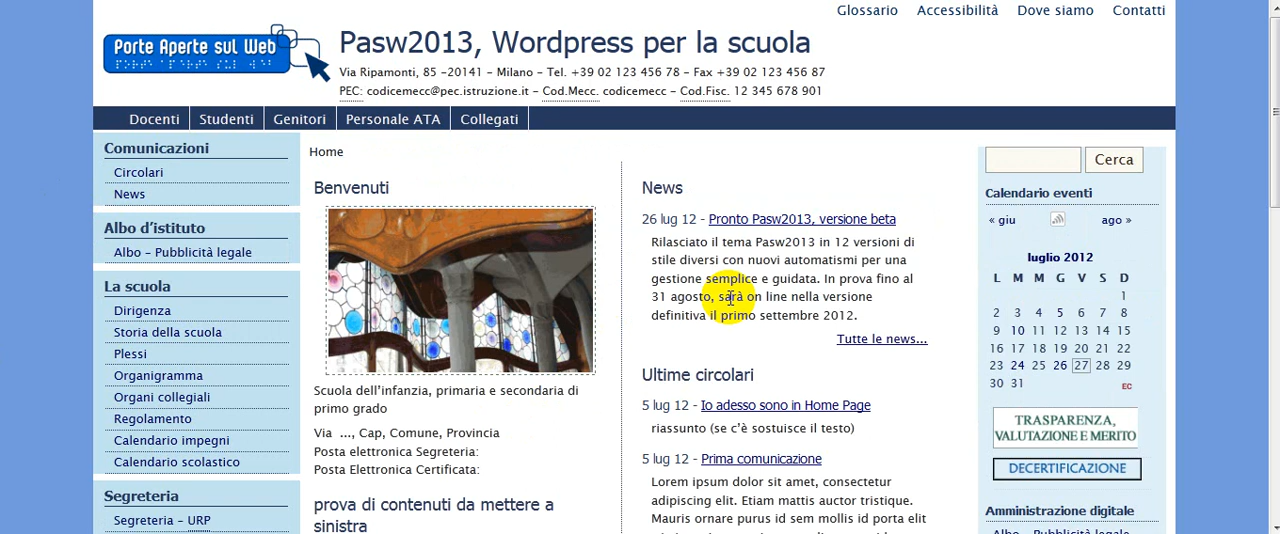 Glossario Accessibilità Dove siamo Contatti
Porte Aperte sul Web
Pasw2013, Wordpress per la scuola
Via Ripamonti, 85 -20141 - Milano - Tel. +39 02 123 456 78 - Fax +39 02 123 456 87
PEC: codicemecc@pec.istruzione.it - Cod.Mecc. codicemecc - Cod.Fisc. 12 345 678 901
Docenti Studenti Genitori Personale ATA Collegati
Comunicazioni
Circolari
News
Albo d'istituto
Albo - Pubblicità legale
La scuola
Dirigenza
Storia della scuola
Plessi
Organigramma
Organi collegiali
Regolamento
Calendario impegni
Calendario scolastico
Segreteria
Segreteria - URP
Home
Benvenuti
Scuola dell'infanzia, primaria e secondaria di
primo grado
Via ..., Cap, Comune, Provincia
Posta elettronica Segreteria:
Posta Elettronica Certificata:
prova di contenuti da mettere a
sinistra
News
26 lug 12 - Pronto Pasw2013, versione beta
Rilasciato il tema Pasw2013 in 12 versioni di
stile diversi con nuovi automatismi per una
gestione semplice e guidata. In prova fino al
31 agosto, sarà on line nella versione
definitiva il primo settembre 2012.
Tutte le news...
Ultime circolari
5 lug 12 - Io adesso sono in Home Page
riassunto (se c'è sostuisce il testo)
5 lug 12 - Prima comunicazione
Lorem ipsum dolor sit amet, consectetur
adipiscing elit. Etiam mattis auctor tristique.
Mauris ornare purus id sem mollis id porta elit
Cerca
Calendario eventi
« giu ago »
luglio 2012
L M M G V S D
1
2 3 4 5 6 7 8
9 10 11 12 13 14 15
16 17 18 19 20 21 22
23 24 25 26 27 28 29
30 31
EC
TRASPARENZA,
VALUTAZIONE E MERITO
DECERTIFICAZIONE
Amministrazione digitale
Albo - Pubblicità legale